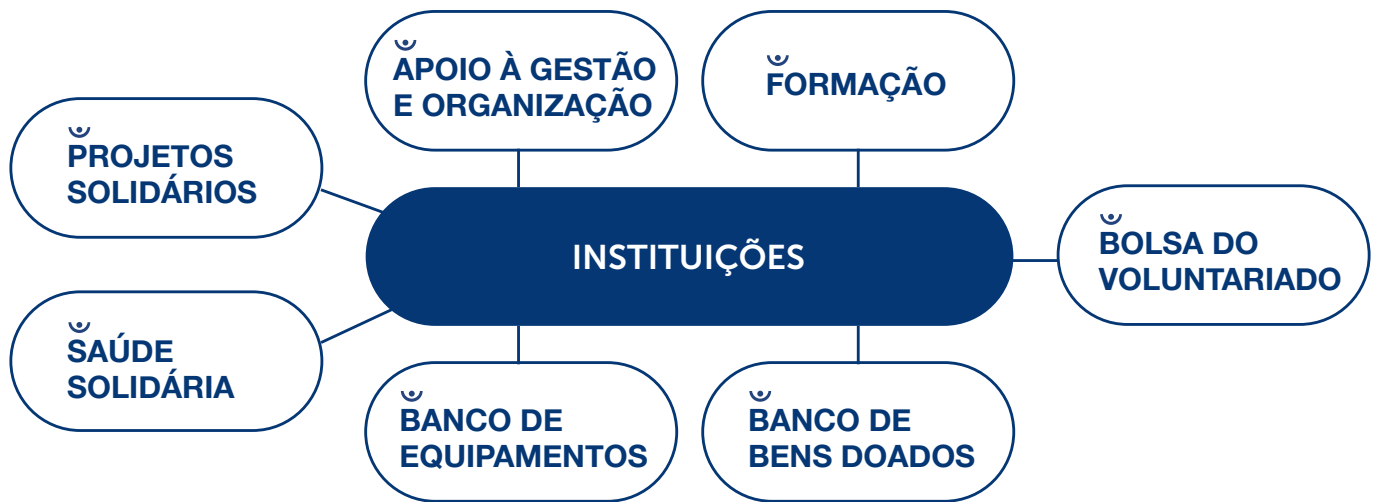 APOIO À GESTÃO
E ORGANIZAÇÃO
FORMAÇÃO
PROJETOS
SOLIDÁRIOS
INSTITUIÇÕES
BOLSA DO
VOLUNTARIADO
SAÚDE
SOLIDÁRIA
BANCO DE
EQUIPAMENTOS
BANCO DE
BENS DOADOS